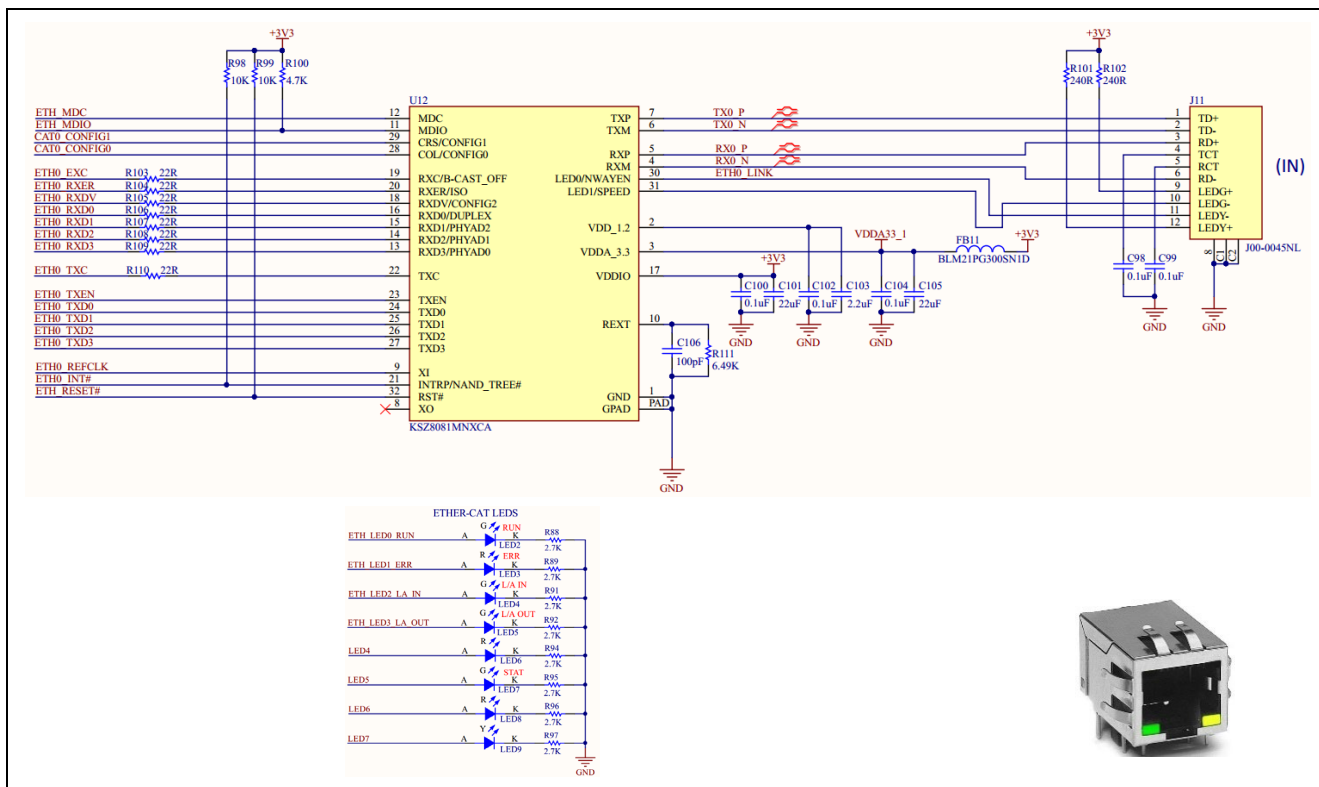 +3V3
R98
10K
R99
10K
R100
4.7K
ETH_MDC
ETH_MDIO
CAT0_CONFIG1
CAT0_CONFIG0
ETH0_EXC R103 22R
ETH0_RXER R104 22R
ETH0_RXDV R105 22R
ETH0_RXD0 R106 22R
ETH0_RXD1 R107 22R
ETH0_RXD2 R108 22R
ETH0_RXD3 R109 22R
ETH0_TXC R110 22R
ETH0_TXEN
ETH0_TXD0
ETH0_TXD1
ETH0_TXD2
ETH0_TXD3
ETH0_REFCLK
ETH0_INT#
ETH_RESET#
U12
12 MDC
11 MDIO
29 CRS/CONFIG1
28 COL/CONFIG0
19 RXC/B-CAST_OFF
20 RXER/ISO
18 RXDV/CONFIG2
16 RXD0/DUPLEX
15 RXD1/PHYAD2
14 RXD2/PHYAD1
13 RXD3/PHYAD0
22 TXC
23 TXEN
24 TXD0
25 TXD1
26 TXD2
27 TXD3
9 XI
21 INTRP/NAND_TREE#
32 RST#
8 XO
TXP 7 TX0_P
TXM 6 TX0_N
RXP 5 RX0_P
RXM 4 RX0_N
LED0/NWAYEN 30 ETH0_LINK
LED1/SPEED 31
VDD_1.2 2
VDDA_3.3 3
VDDIO 17
REXT 10
GND 1
GPAD PAD
KSZ8081MNXCA
VDDA33_1
FB11
BLM21PG300SN1D
+3V3
+3V3
C100
0.1uF
C101
22uF
C102
0.1uF
C103
2.2uF
C104
0.1uF
C105
22uF
GND
GND
GND
C106
100pF
R111
6.49K
GND
+3V3
R101
240R
R102
240R
J11
1 TD+
2 TD-
3 RD+
4 TCT
5 RCT
6 RD-
9 LEDG+
10 LEDG-
11 LEDY-
12 LEDY+
8 C1 C2
J00-0045NL
(IN)
C98
0.1uF
C99
0.1uF
GND
GND
ETHER-CAT LEDS
ETH_LED0_RUN A G RUN K LED2 R88 2.7K
ETH_LED1_ERR A R ERR K LED3 R89 2.7K
ETH_LED2_LA_IN A G L/A IN K LED4 R91 2.7K
ETH_LED3_LA_OUT A G L/A OUT K LED5 R92 2.7K
LED4 A R K LED6 R94 2.7K
LED5 A G STAT K LED7 R95 2.7K
LED6 A R K LED8 R96 2.7K
LED7 A Y K LED9 R97 2.7K
GND